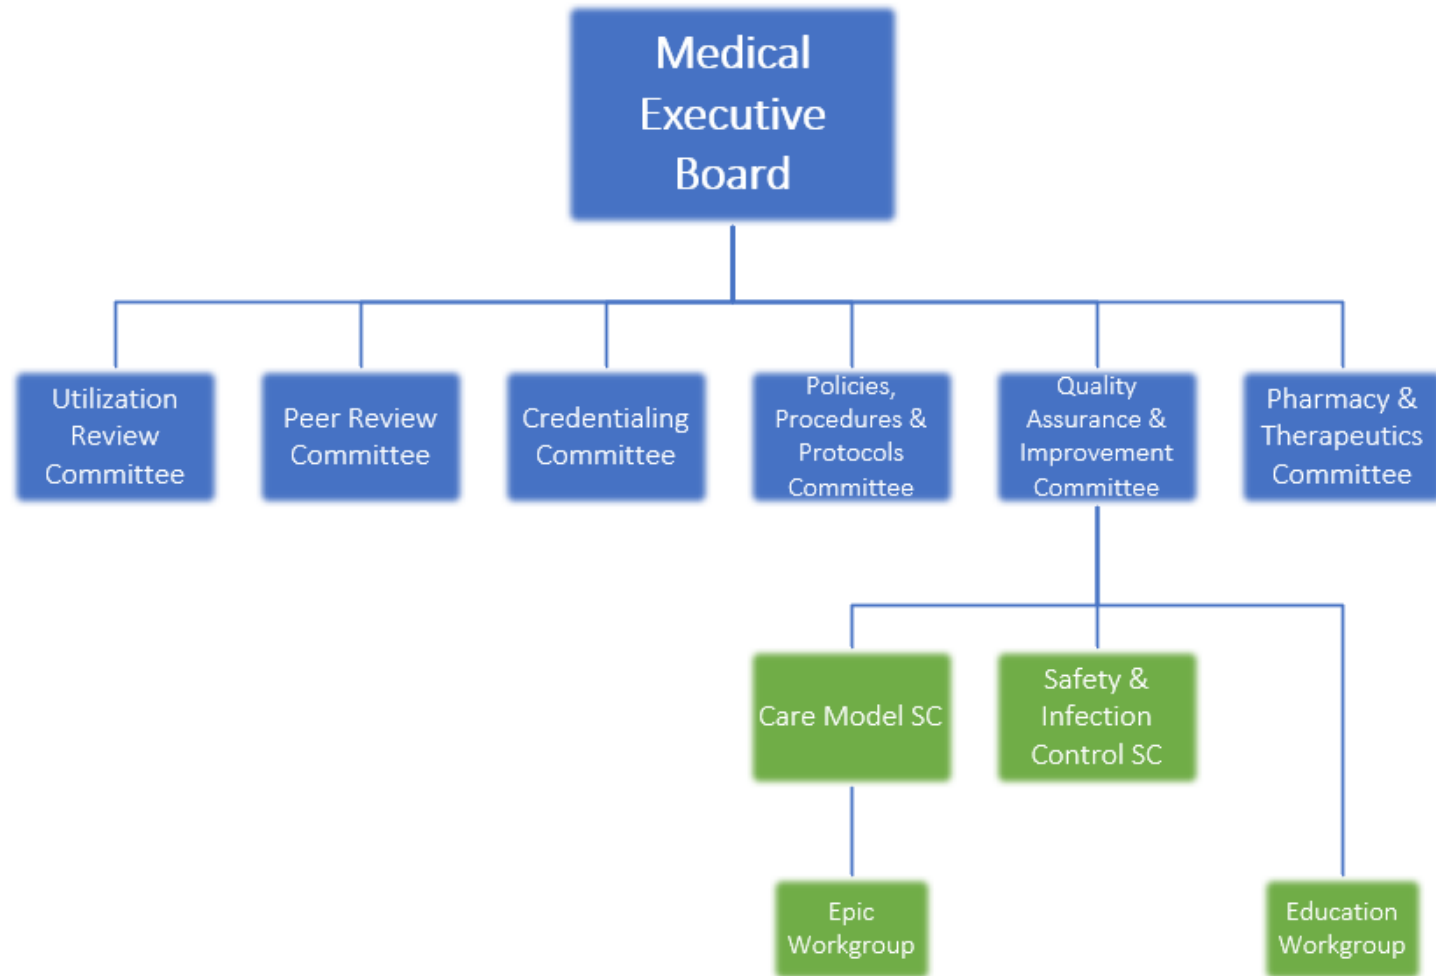 Medical
Executive
Board
Utilization
Review
Committee
Peer Review
Committee
Credentialing
Committee
Policies,
Procedures &
Protocols
Committee
Quality
Assurance &
Improvement
Committee
Pharmacy &
Therapeutics
Committee
Care Model SC
Safety &
Infection
Control SC
Epic
Workgroup
Education
Workgroup